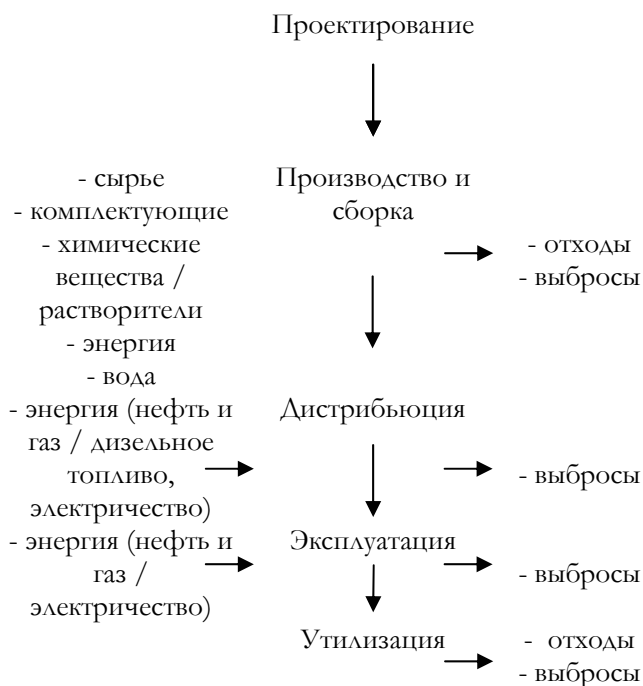 Проектирование
- сырье
- комплектующие
- химические
вещества /
растворители
- энергия
- вода
Производство и
сборка
- отходы
- выбросы
- энергия (нефть и
газ / дизельное
топливо,
электричество)
Дистрибьюция
- выбросы
- энергия (нефть и
газ /
электричество)
Эксплуатация
- выбросы
Утилизация
- отходы
- выбросы